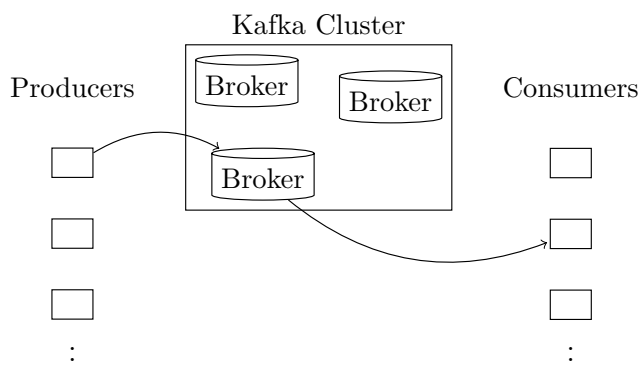 Kafka Cluster
Producers
Broker
Broker
Consumers
Broker
:
: